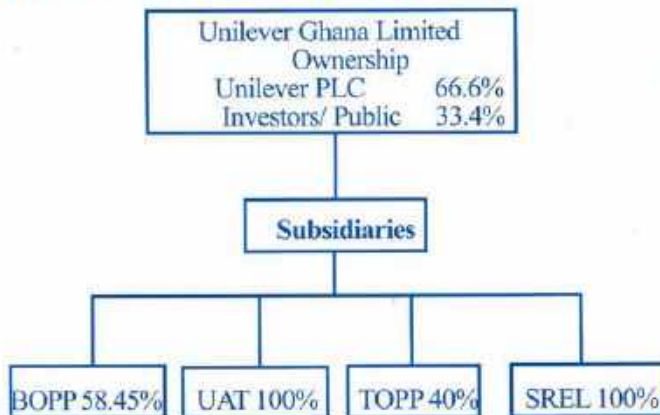 Unilever Ghana Limited
Ownership
Unilever PLC 66.6%
Investors/ Public 33.4%
Subsidiaries
BOPP 58.45%
UAT 100%
TOPP 40%
SREL 100%